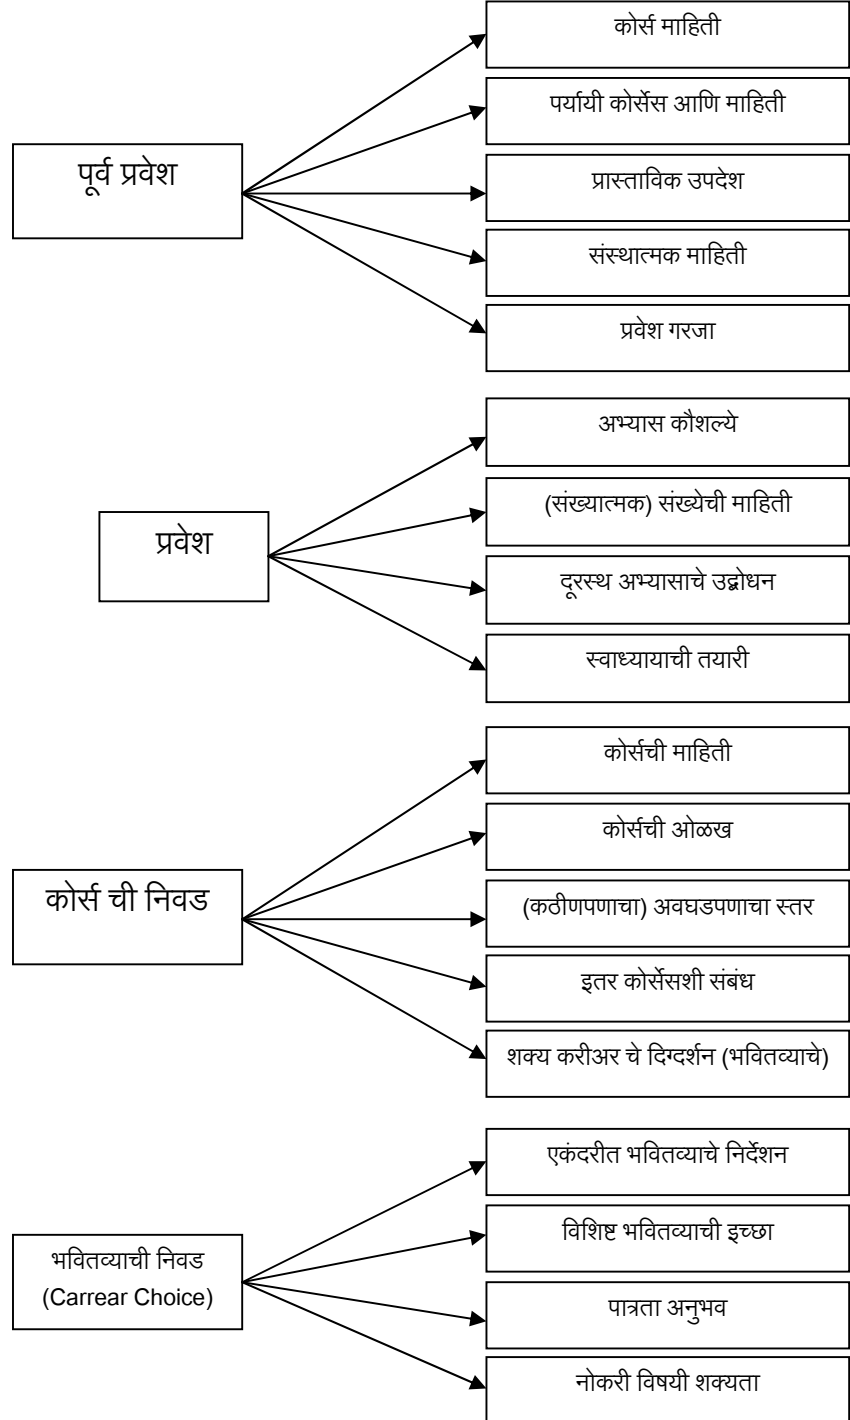 पूर्व प्रवेश
कोर्स माहिती
पर्यायी कोर्सेस आणि माहिती
प्रास्ताविक उपदेश
संस्थात्मक माहिती
प्रवेश गरजा
प्रवेश
अभ्यास कौशल्ये
(संख्यात्मक) संख्येची माहिती
दूरस्थ अभ्यासाचे उद्बोधन
स्वाध्यायाची तयारी
कोर्स ची निवड
कोर्सची माहिती
कोर्सची ओळख
(कठीणपणाचा) अवघडपणाचा स्तर
इतर कोर्सेसशी संबंध
शक्य करीअर चे दिग्दर्शन (भवितव्याचे)
भवितव्याची निवड
(Carrear Choice)
एकंदरीत भवितव्याचे निर्देशन
विशिष्ट भवितव्याची इच्छा
पात्रता अनुभव
नोकरी विषयी शक्यता